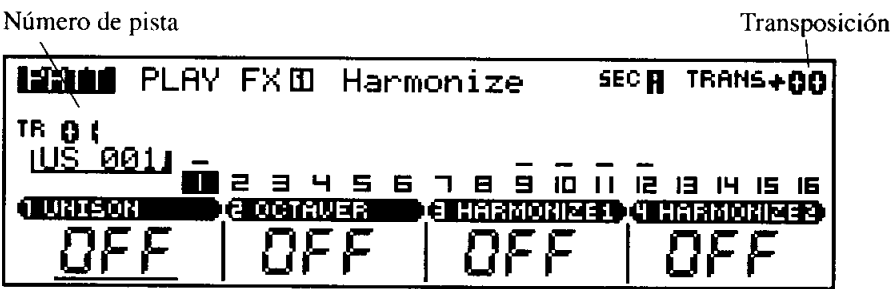 Número de pista Transposición
PATT PLAY FX 1 Harmonize SEC A TRANS+00
TR 01
US 001
1 2 3 4 5 6 7 8 9 10 11 12 13 14 15 16
1 UNISON 2 OCTAVER 3 HARMONIZE1 4 HARMONIZE2
OFF OFF OFF OFF